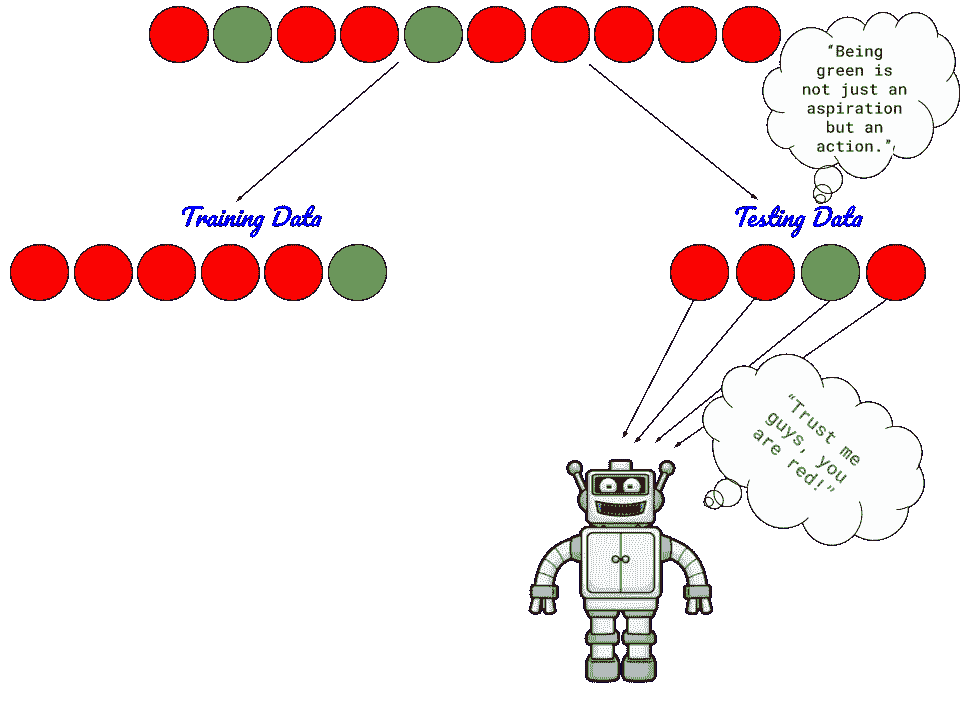 “Being
green is
not just an
aspiration
but an
action.”
Training Data
Testing Data
“Trust me
guys, you
are red!”